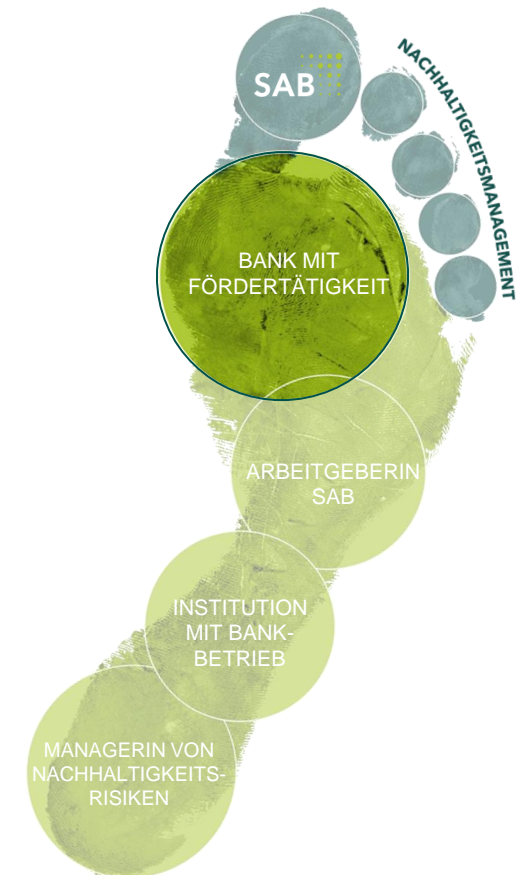 SAB
NACHHALTIGKEITSMANAGEMENT
BANK MIT
FÖRDERTÄTIGKEIT
ARBEITGEBERIN
SAB
INSTITUTION
MIT BANK-
BETRIEB
MANAGERIN VON
NACHHALTIGKEITS-
RISIKEN